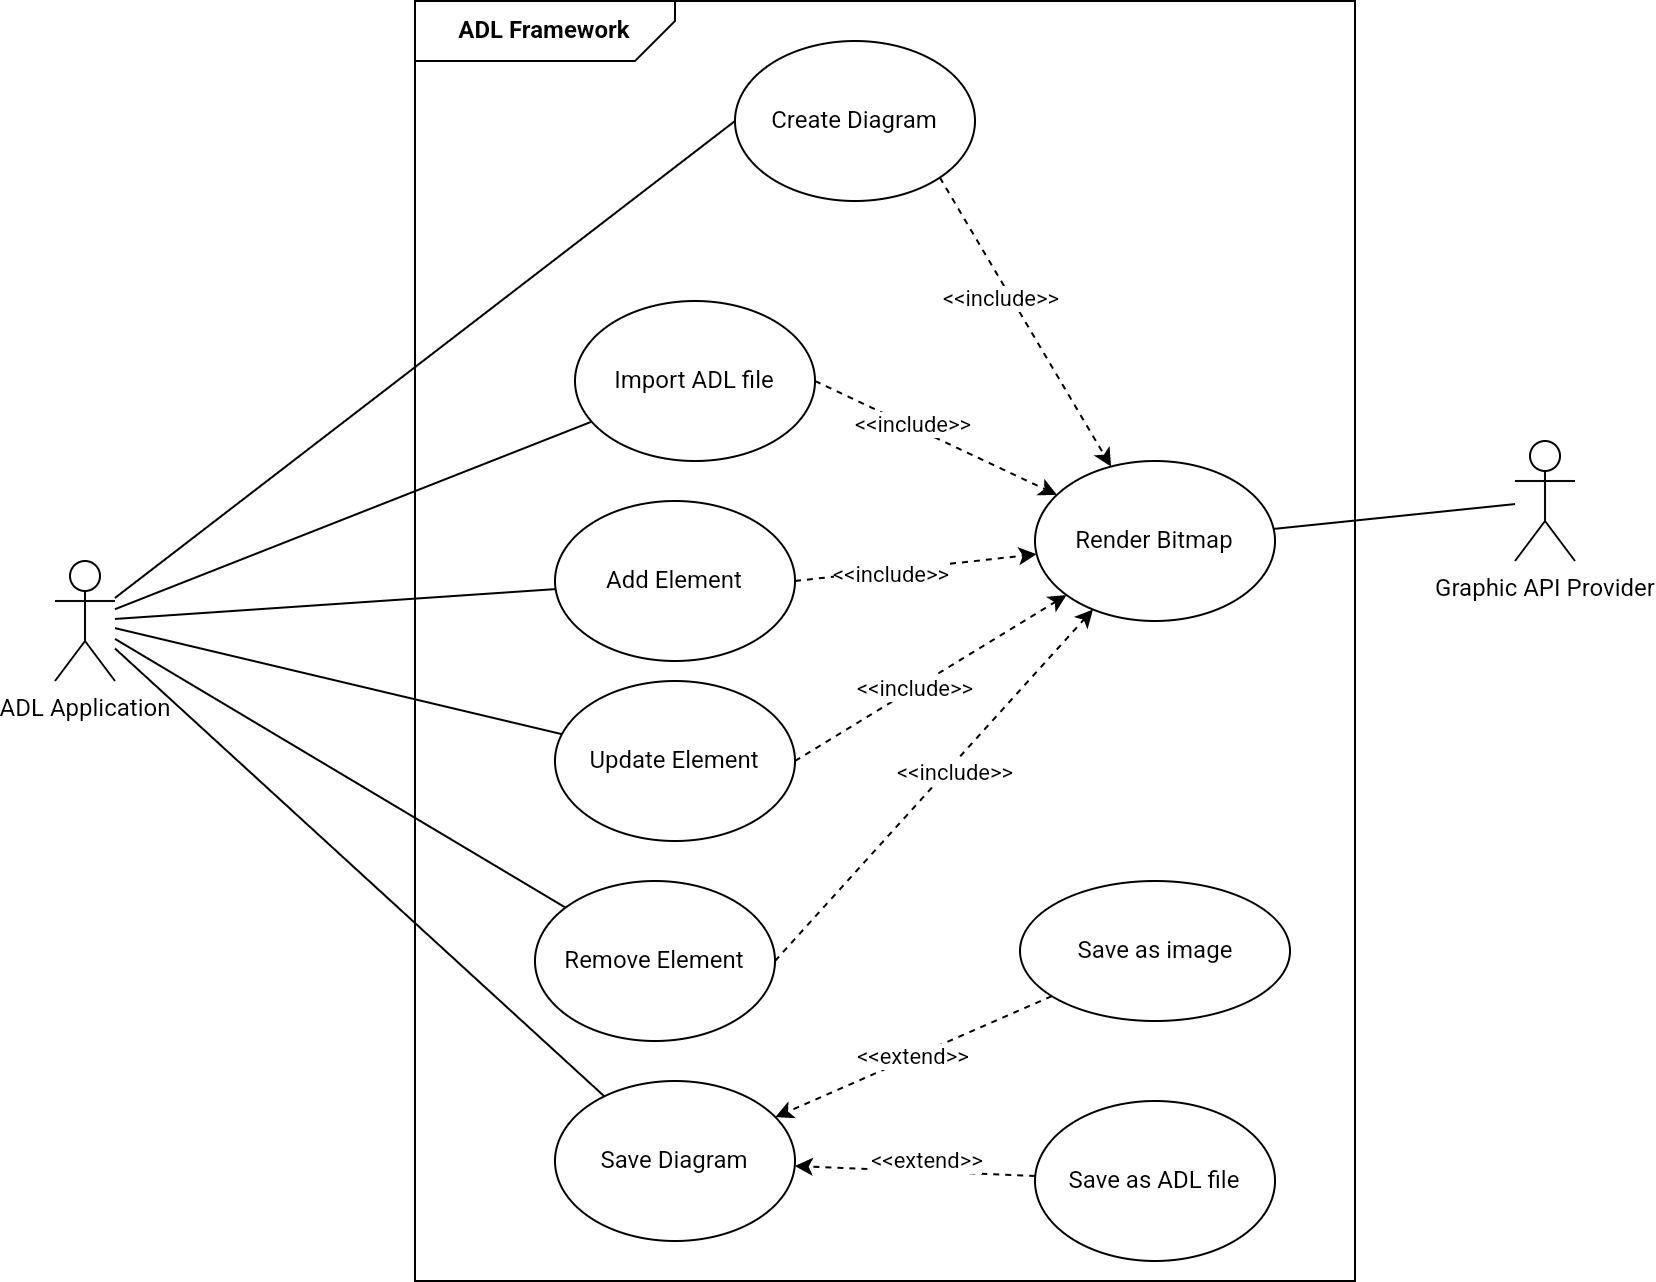 ADL Framework
Create Diagram
<<include>>
Import ADL file
<<include>>
Render Bitmap
Graphic API Provider
Add Element
<<include>>
ADL Application
Update Element
<<include>>
<<include>>
Remove Element
Save as image
<<extend>>
Save Diagram
<<extend>>
Save as ADL file